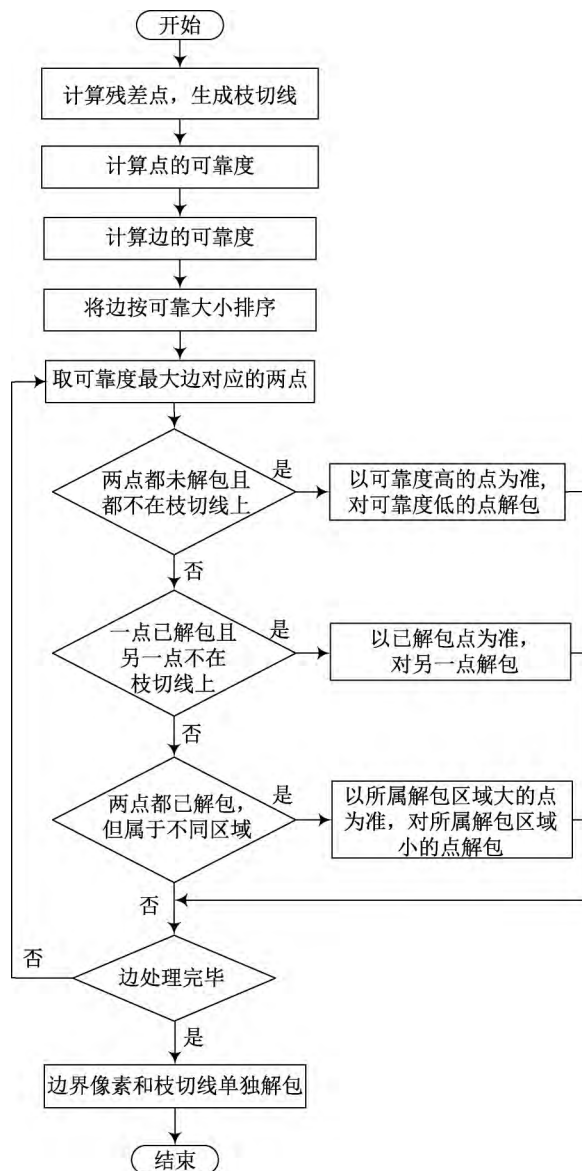 开始
计算残差点，生成枝切线
计算点的可靠度
计算边的可靠度
将边按可靠大小排序
取可靠度最大边对应的两点
两点都未解包且
都不在枝切线上
是
以可靠度高的点为准，
对可靠度低的点解包
否
一点已解包且
另一点不在
枝切线上
是
以已解包点为准，
对另一点解包
否
两点都已解包，
但属于不同区域
是
以所属解包区域大的点
为准，对所属解包区域
小的点解包
否
否
边处理完毕
是
边界像素和枝切线单独解包
结束